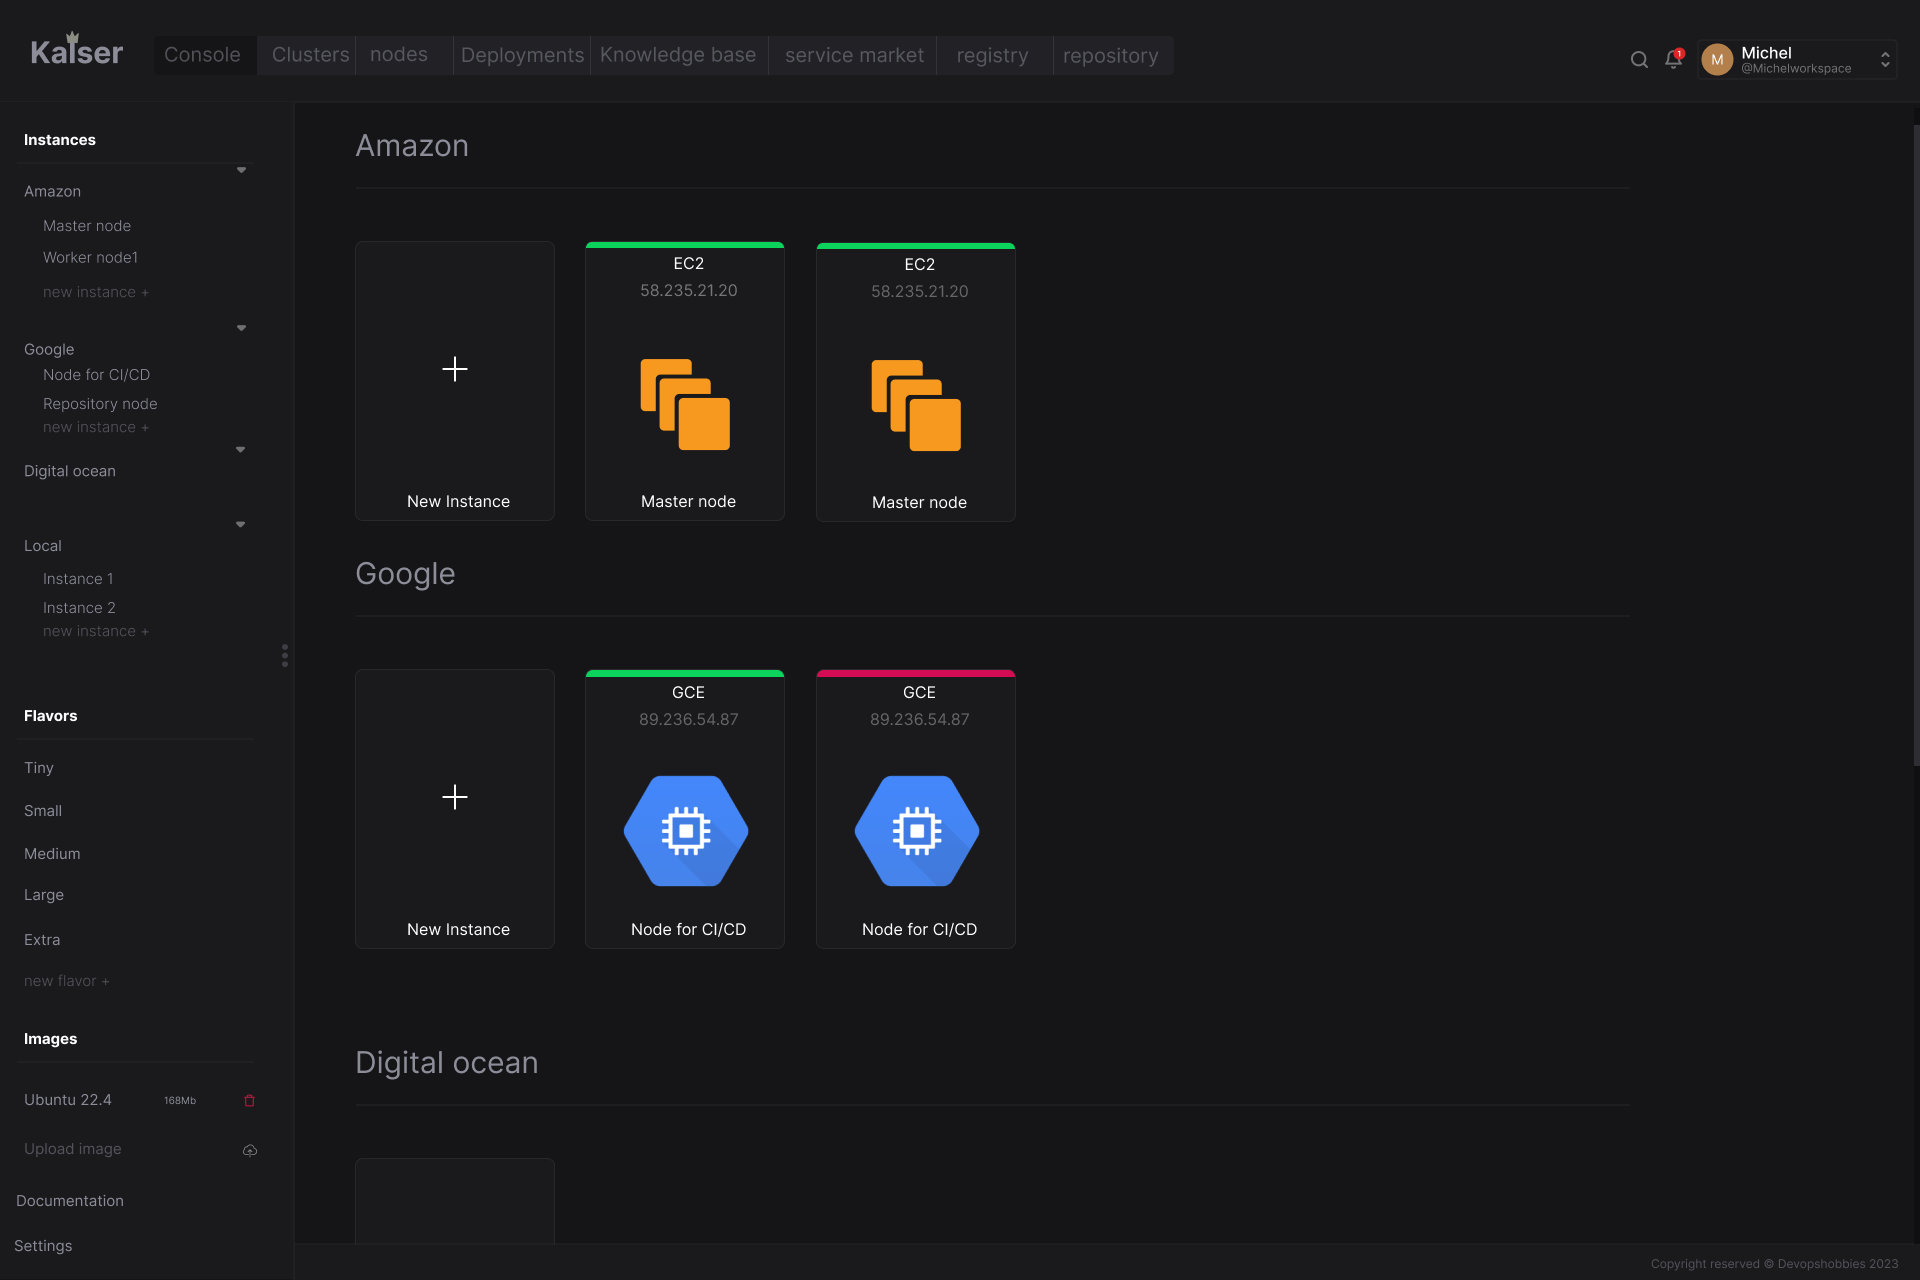 Kaiser
Console
Clusters
nodes
Deployments
Knowledge base
service market
registry
repository
1
M
Michel
@Michelworkspace
Instances
Amazon
Master node
Worker node1
new instance +
Google
Node for CI/CD
Repository node
new instance +
Digital ocean
Local
Instance 1
Instance 2
new instance +
Flavors
Tiny
Small
Medium
Large
Extra
new flavor +
Images
Ubuntu 22.4
168Mb
Upload image
Documentation
Settings
Amazon
New Instance
EC2
58.235.21.20
Master node
EC2
58.235.21.20
Master node
Google
New Instance
GCE
89.236.54.87
Node for CI/CD
GCE
89.236.54.87
Node for CI/CD
Digital ocean
Copyright reserved © Devopshobbies 2023